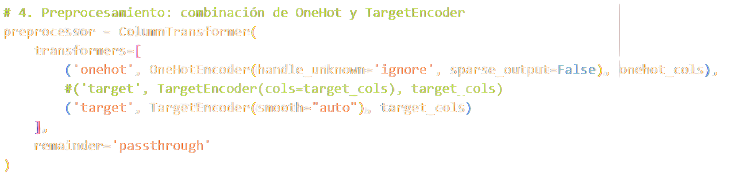 # 4. Preprocesamiento: combinación de OneHot y TargetEncoder
preprocessor = ColumnTransformer(
    transformers=[
        ('onehot', OneHotEncoder(handle_unknown='ignore', sparse_output=False), onehot_cols),
        #('target', TargetEncoder(cols=target_cols), target_cols)
        ('target', TargetEncoder(smooth="auto"), target_cols)
    ],
    remainder='passthrough'
)